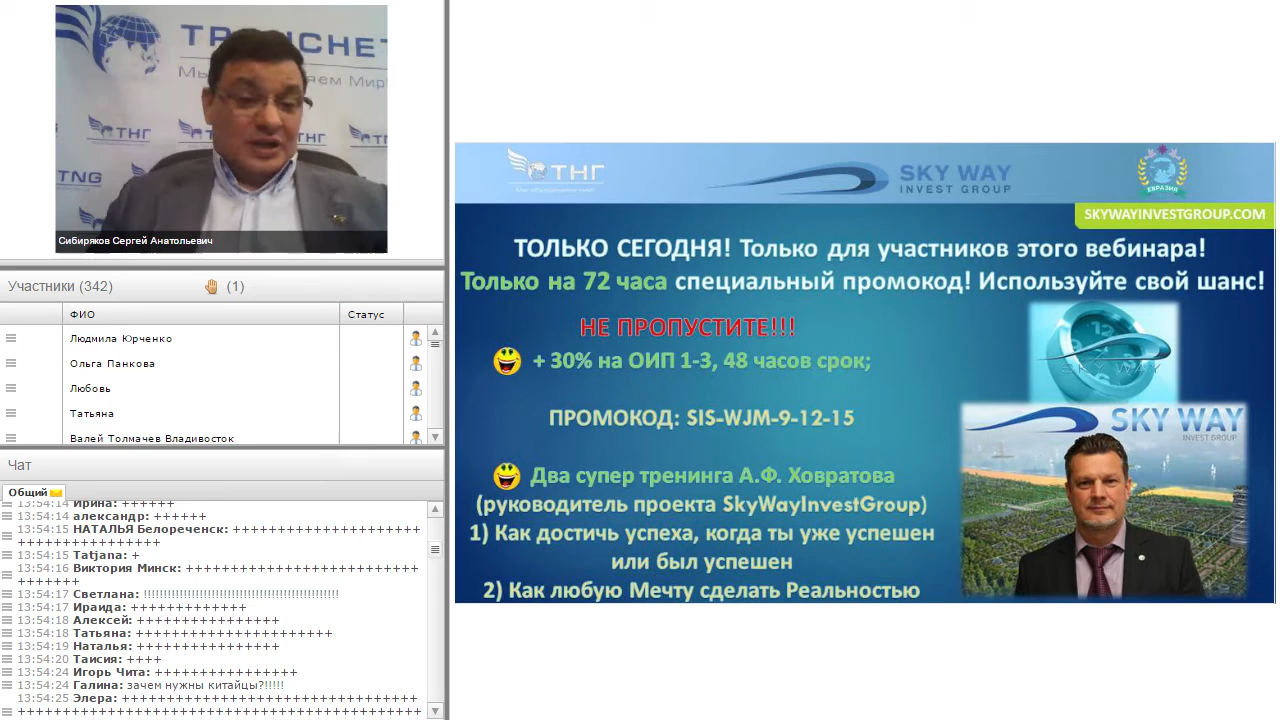 TNG
ТНГ
Сибиряков Сергей Анатольевич
Участники (342)
(1)
ФИО
Статус
Людмила Юрченко
Ольга Панкова
Любовь
Татьяна
Валей Толмачев Владивосток
Чат
Общий
13:54:14 Ирина: ++++++
13:54:14 александр: ++++++
13:54:15 НАТАЛЬЯ Белореченск: +++++++++++++++++++++
++++++++++++++++
13:54:15 Tatjana: +
13:54:16 Виктория Минск: ++++++++++++++++++++++++++
+++++++
13:54:17 Светлана: !!!!!!!!!!!!!!!!!!!!!!!!!!!!!!!!!!!!!!!!!!!!!!!!!
13:54:17 Ираида: +++++++++++++
13:54:18 Алексей: ++++++++++++++++
13:54:18 Татьяна: ++++++++++++++++++++++
13:54:19 Наталья: ++++++++++++++++
13:54:20 Таисия: ++++
13:54:24 Игорь Чита: ++++++++++++++++
13:54:24 Галина: зачем нужны китайцы?!!!!!
13:54:25 Элера: +++++++++++++++++++++++++++++++++
+++++++++++++++++++++++++++++++++++++++++++++
ТНГ
SKY WAY
INVEST GROUP
ЕВРАЗИЯ
SKYWAYINVESTGROUP.COM
ТОЛЬКО СЕГОДНЯ! Только для участников этого вебинара!
Только на 72 часа специальный промокод! Используйте свой шанс!
НЕ ПРОПУСТИТЕ!!!
+ 30% на ОИП 1-3, 48 часов срок;
ПРОМОКОД: SIS-WJM-9-12-15
Два супер тренинга А.Ф. Ховратова
(руководитель проекта SkyWayInvestGroup)
1) Как достичь успеха, когда ты уже успешен
или был успешен
2) Как любую Мечту сделать Реальностью
SKY WAY
SKY WAY
INVEST GROUP